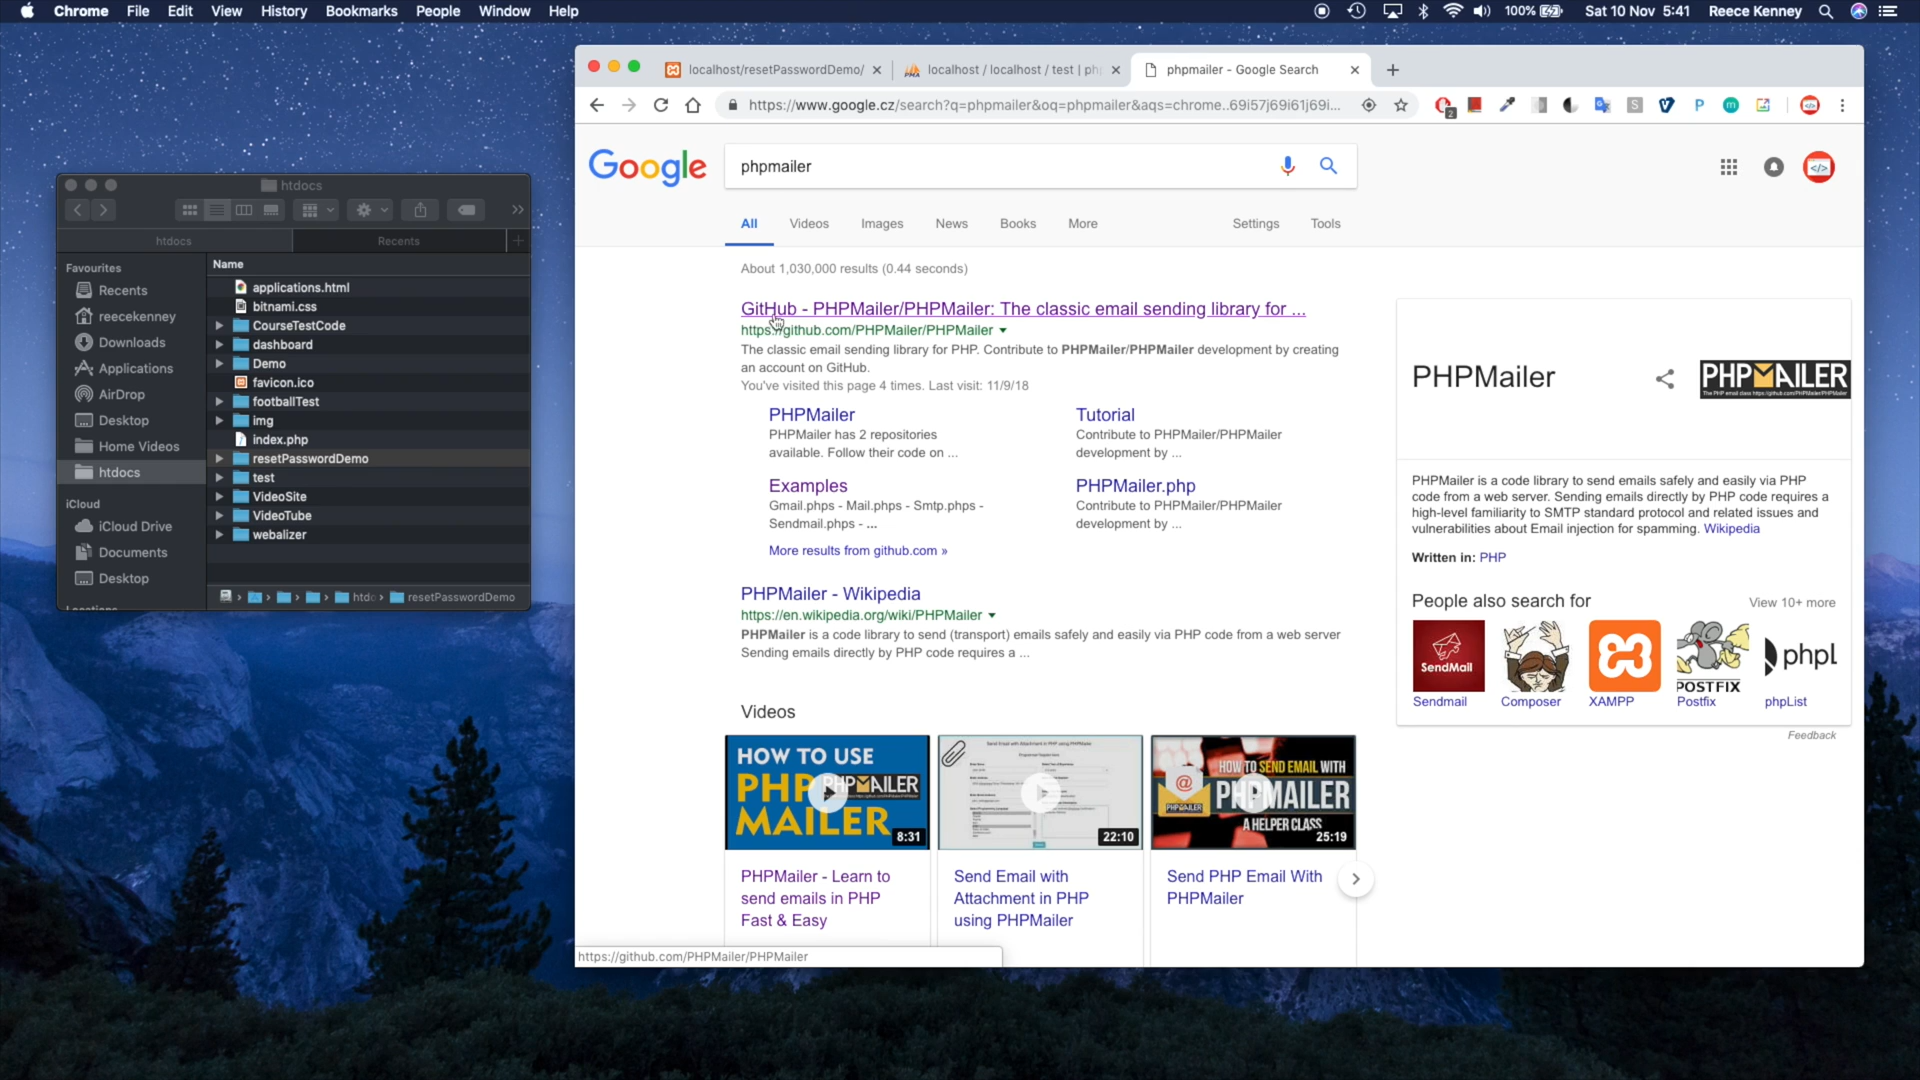 Chrome File Edit View History Bookmarks People Window Help
100% Sat 10 Nov 5:41 Reece Kenney
localhost/resetPasswordDemo/
localhost / localhost / test | ph
phpmailer - Google Search
https://www.google.cz/search?q=phpmailer&oq=phpmailer&aqs=chrome..69i57j69i61j69i...
2
Google
phpmailer
All Videos Images News Books More Settings Tools
About 1,030,000 results (0.44 seconds)
GitHub - PHPMailer/PHPMailer: The classic email sending library for ...
https://github.com/PHPMailer/PHPMailer
The classic email sending library for PHP. Contribute to PHPMailer/PHPMailer development by creating
an account on GitHub.
You've visited this page 4 times. Last visit: 11/9/18
PHPMailer
PHPMailer has 2 repositories
available. Follow their code on ...
Tutorial
Contribute to PHPMailer/PHPMailer
development by ...
Examples
Gmail.phps - Mail.phps - Smtp.phps -
Sendmail.phps - ...
PHPMailer.php
Contribute to PHPMailer/PHPMailer
development by ...
More results from github.com »
PHPMailer - Wikipedia
https://en.wikipedia.org/wiki/PHPMailer
PHPMailer is a code library to send (transport) emails safely and easily via PHP code from a web server
Sending emails directly by PHP code requires a ...
Videos
HOW TO USE
PHP
MAILER
PHPMAILER
8:31
22:10
HOW TO SEND EMAIL WITH
PHPMAILER
A HELPER CLASS
25:19
PHPMailer - Learn to
send emails in PHP
Fast & Easy
Send Email with
Attachment in PHP
using PHPMailer
Send PHP Email With
PHPMailer
https://github.com/PHPMailer/PHPMailer
PHPMailer
PHPMAILER
PHPMailer is a code library to send emails safely and easily via PHP
code from a web server. Sending emails directly by PHP code requires a
high-level familiarity to SMTP standard protocol and related issues and
vulnerabilities about Email injection for spamming. Wikipedia
Written in: PHP
People also search for
View 10+ more
SendMail
POSTFIX
phpL
Sendmail
Composer
XAMPP
Postfix
phpList
Feedback
htdocs
htdocs
Recents
Favourites
Recents
reecekenney
Downloads
Applications
AirDrop
Desktop
Home Videos
htdocs
iCloud
iCloud Drive
Documents
Desktop
Locations
Name
applications.html
bitnami.css
CourseTestCode
dashboard
Demo
favicon.ico
footballTest
img
index.php
resetPasswordDemo
test
VideoSite
VideoTube
webalizer
htdc
resetPasswordDemo